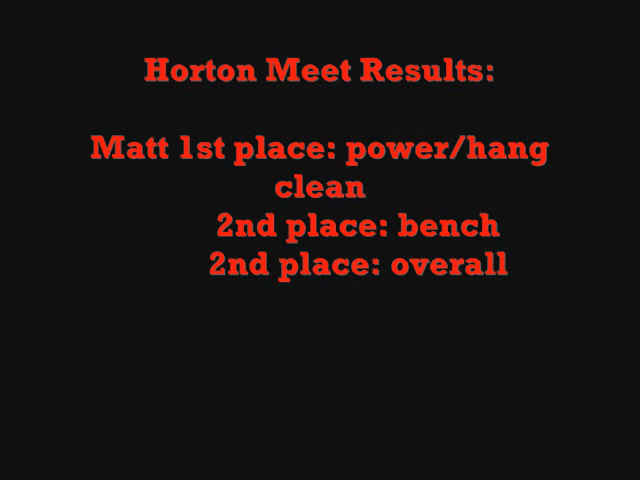 Horton Meet Results:
Matt 1st place: power/hang
clean
2nd place: bench
2nd place: overall